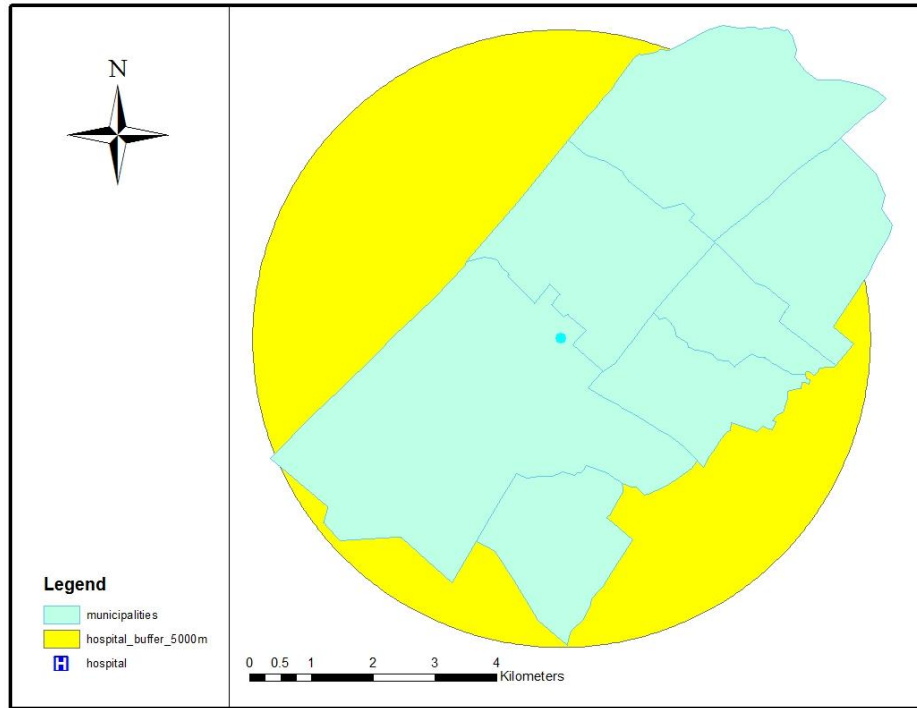 N
Legend
municipalities
hospital_buffer_5000m
H hospital
0 0.5 1 2 3 4
Kilometers